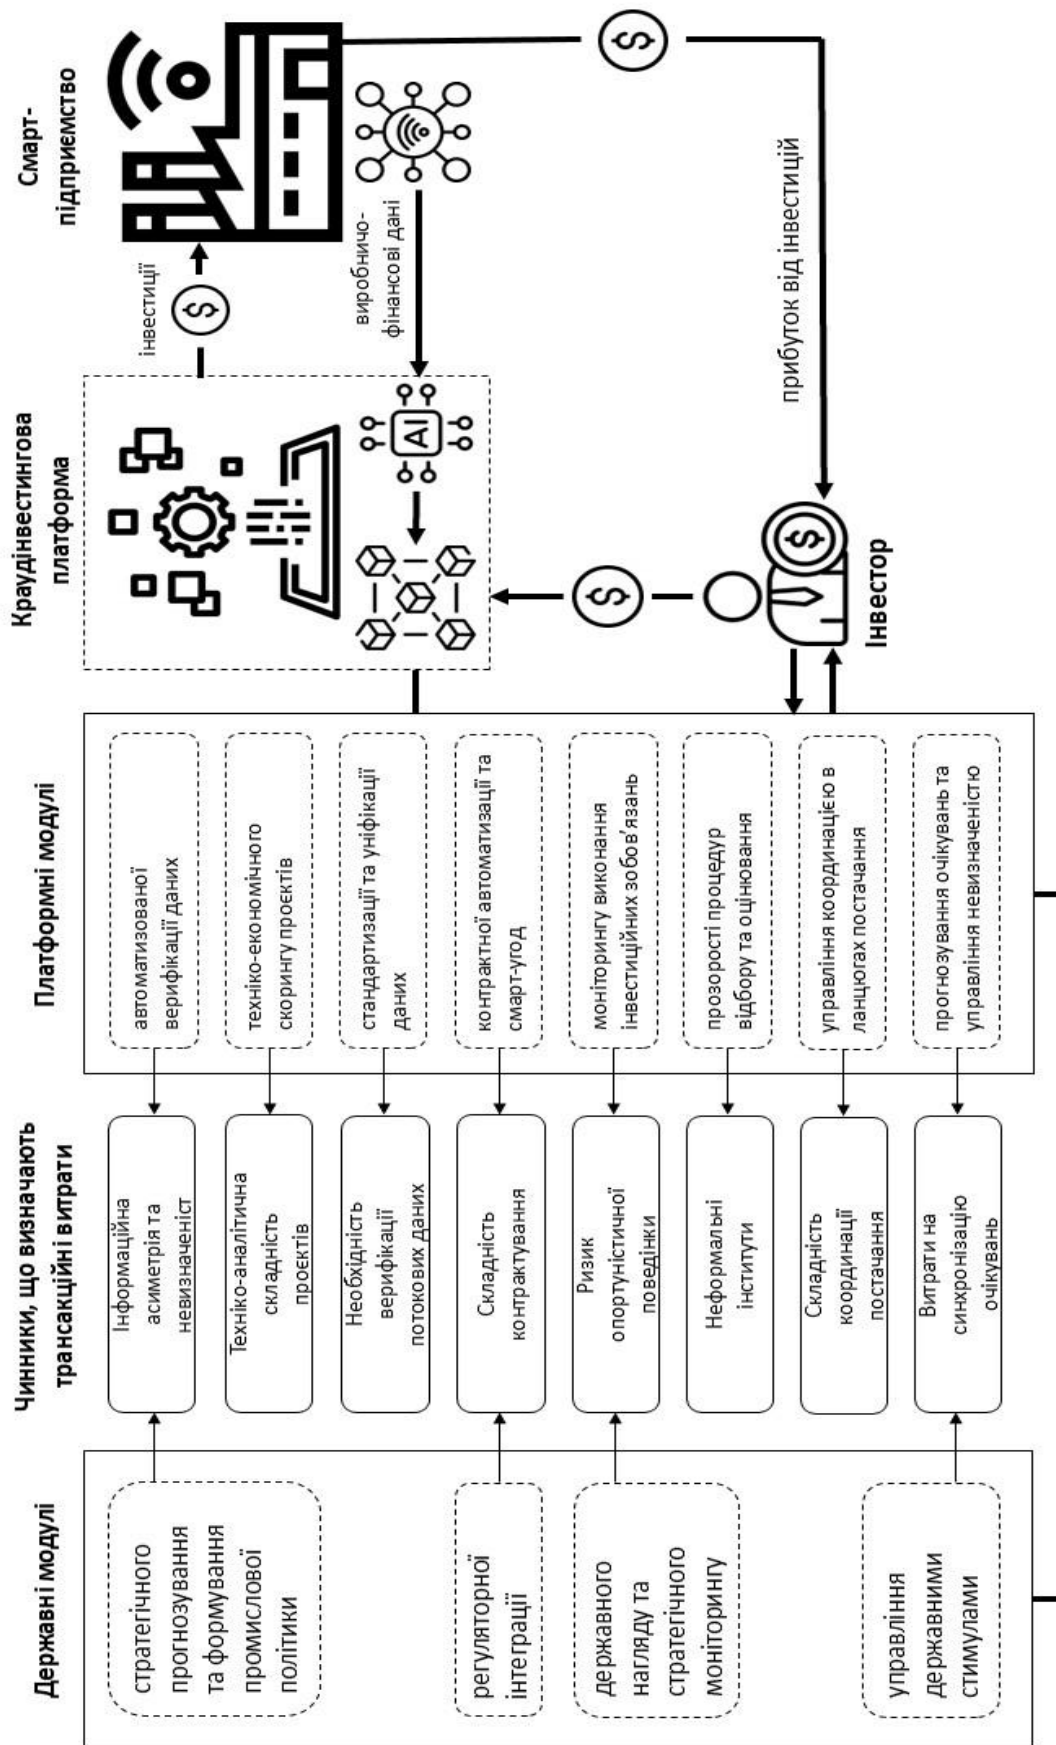 Державні модулі
стратегічного
прогнозування
та формування
промислової
політики
регуляторної
інтеграції
державного
нагляду та
стратегічного
моніторингу
управління
державними
стимулами
Чинники, що визначають
трансакційні витрати
Інформаційна
асиметрія та
невизначеніст
Техніко-аналітична
складність
проектів
Необхідність
верифікації
потокових даних
Складність
контрактування
Ризик
опортуністичної
поведінки
Неформальні
інститути
Складність
координації
постачання
Витрати на
синхронізацію
очікувань
Платформні модулі
автоматизованої
верифікації даних
техніко-економічного
скорингу проєктів
стандартизації та уніфікації
даних
контрактної автоматизації та
смарт-угод
моніторингу виконання
інвестиційних зобов'язань
прозорості процедур
відбору та оцінювання
управління координацією в
ланцюгах постачання
прогнозування очікувань та
управління невизначеністю
Краудінвестингова
платформа
AI
$
$
Інвестор
інвестиції
$
виробничо-
фінансові дані
Смарт-
підприємство
$
прибуток від інвестицій